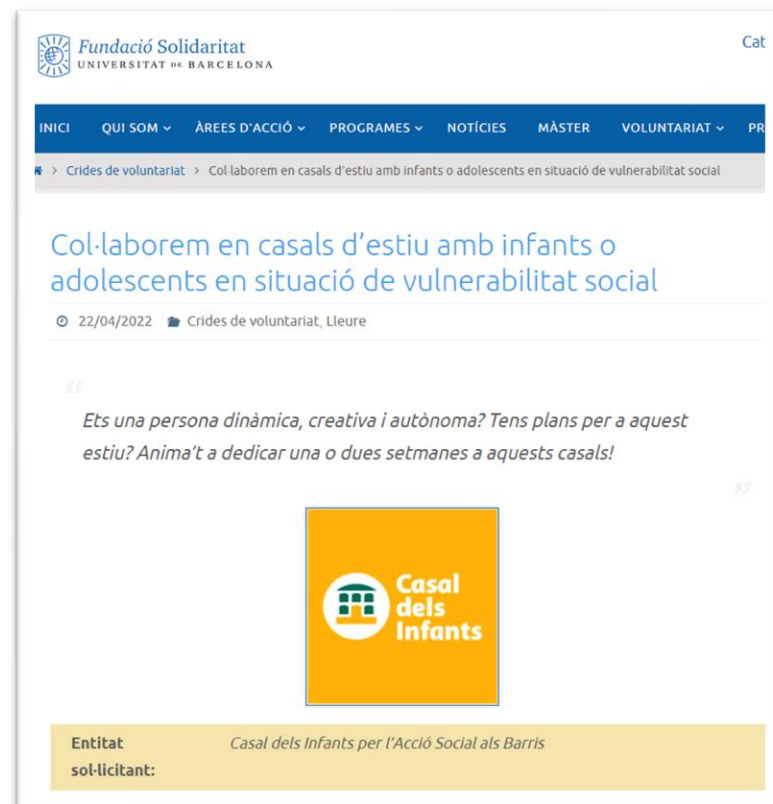 Fundació Solidaritat
UNIVERSITAT DE BARCELONA
Cat
INICI QUI SOM ÀREES D'ACCIÓ PROGRAMES NOTÍCIES MÀSTER VOLUNTARIAT PR
> Crides de voluntariat > Col·laborem en casals d'estiu amb infants o adolescents en situació de vulnerabilitat social
Col·laborem en casals d'estiu amb infants o
adolescents en situació de vulnerabilitat social
22/04/2022 Crides de voluntariat, Lleure
“
Ets una persona dinàmica, creativa i autònoma? Tens plans per a aquest
estiu? Anima't a dedicar una o dues setmanes a aquests casals!
”
Casal
dels
Infants
Entitat Casal dels Infants per l'Acció Social als Barris
sol·licitant: